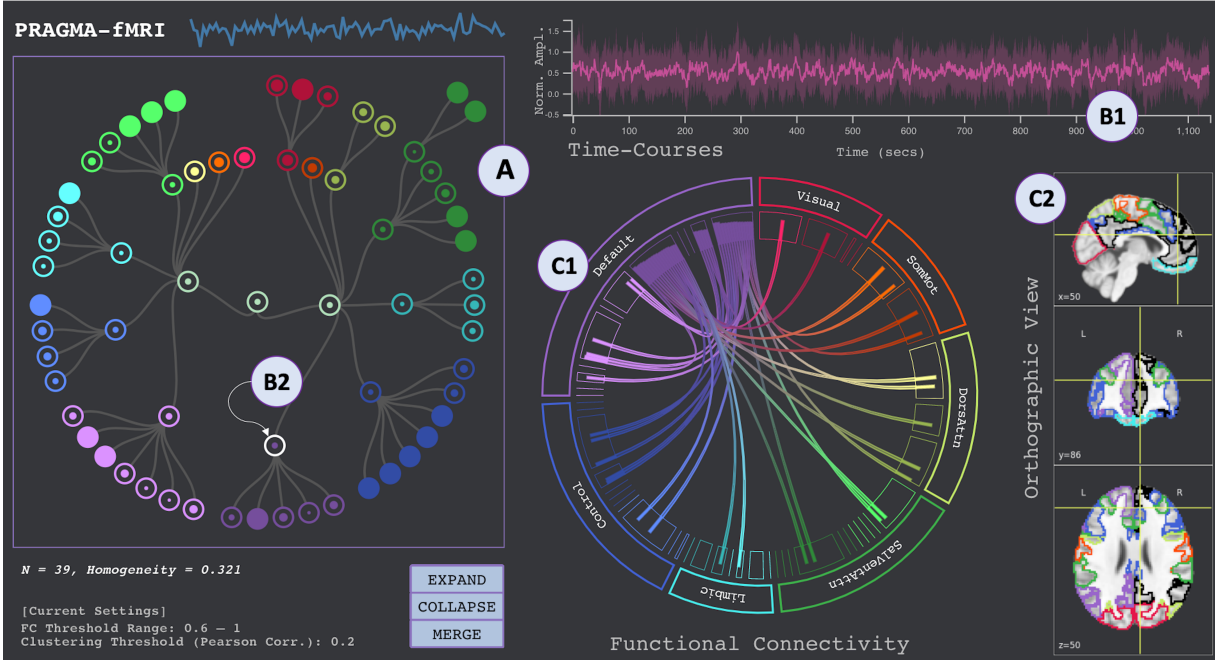 PRAGMA-fMRI
A
B2
N = 39, Homogeneity = 0.321
[Current Settings]
FC Threshold Range: 0.6 – 1
Clustering Threshold (Pearson Corr.): 0.2
EXPAND
COLLAPSE
MERGE
Norm. Ampl.
1.5
1.0
0.5
0.0
-0.5
0 100 200 300 400 500 600 700 800 1,100
B1
Time-Courses
Time (secs)
C1
Default
Visual
SomMot
DorsAttn
SalVentAttn
Limbic
Control
Functional Connectivity
C2
Orthographic View
x=50
L R
y=86
L R
z=50